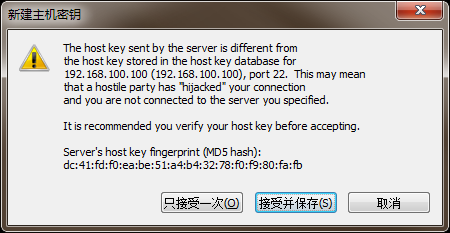 新建主机密钥
The host key sent by the server is different from
the host key stored in the host key database for
192.168.100.100 (192.168.100.100), port 22.  This may mean
that a hostile party has "hijacked" your connection
and you are not connected to the server you specified.
It is recommended you verify your host key before accepting.
Server's host key fingerprint (MD5 hash):
dc:41:fd:f0:ea:be:51:a4:b4:32:78:f0:f9:80:fa:fb
只接受一次(O) 接受并保存(S) 取消